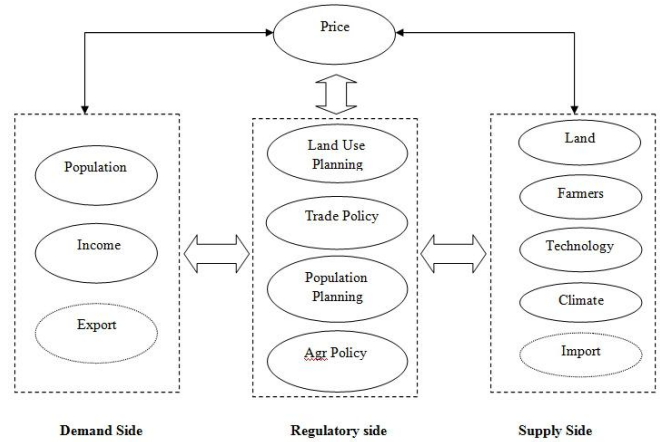 Price
Population
Income
Export
Land Use
Planning
Trade Policy
Population
Planning
Agr Policy
Land
Farmers
Technology
Climate
Import
Demand Side
Regulatory side
Supply Side